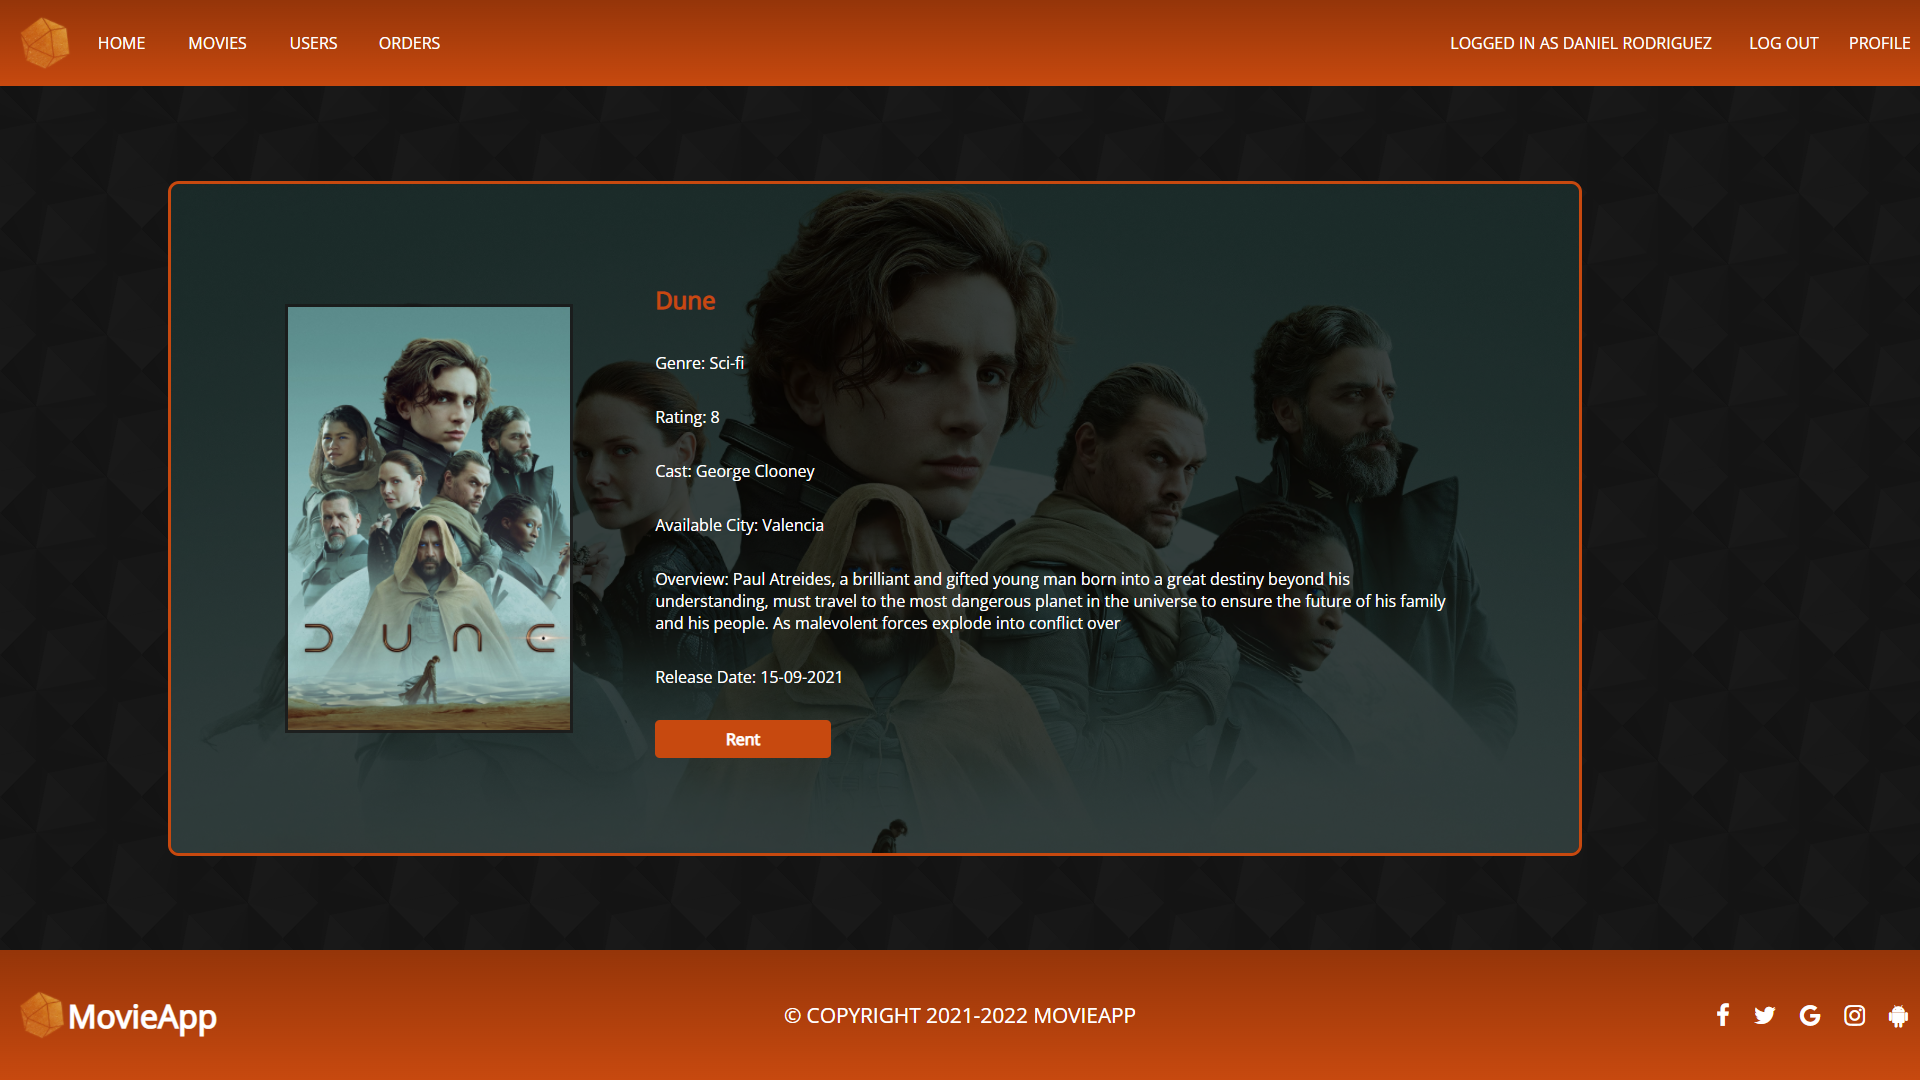 HOME MOVIES USERS ORDERS LOGGED IN AS DANIEL RODRIGUEZ LOG OUT PROFILE
Dune
Genre: Sci-fi
Rating: 8
Cast: George Clooney
Available City: Valencia
Overview: Paul Atreides, a brilliant and gifted young man born into a great destiny beyond his
understanding, must travel to the most dangerous planet in the universe to ensure the future of his family
and his people. As malevolent forces explode into conflict over
Release Date: 15-09-2021
Rent
DUNE
MovieApp
© COPYRIGHT 2021-2022 MOVIEAPP